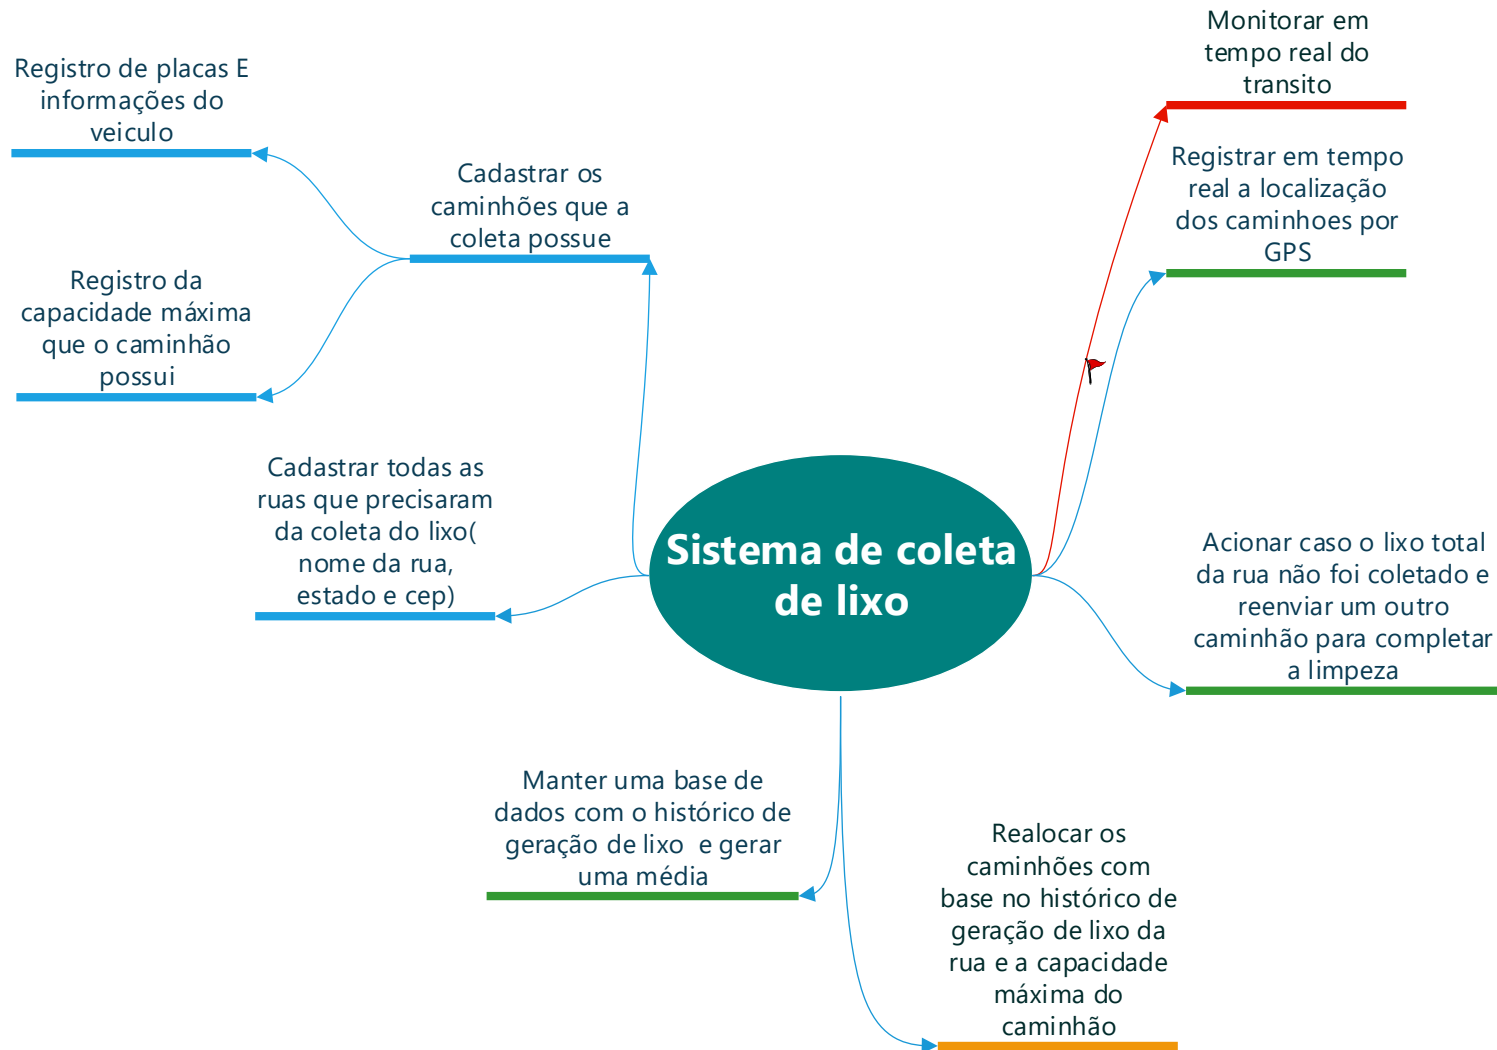 Monitorar em
tempo real do
transito
Registro de placas E
informações do
veiculo
Registrar em tempo
real a localização
dos caminhoes por
GPS
Cadastrar os
caminhões que a
coleta possue
Registro da
capacidade máxima
que o caminhão
possui
Cadastrar todas as
ruas que precisaram
da coleta do lixo(
nome da rua,
estado e cep)
Sistema de coleta
de lixo
Acionar caso o lixo total
da rua não foi coletado e
reenviar um outro
caminhão para completar
a limpeza
Manter uma base de
dados com o histórico de
geração de lixo  e gerar
uma média
Realocar os
caminhões com
base no histórico de
geração de lixo da
rua e a capacidade
máxima do
caminhão